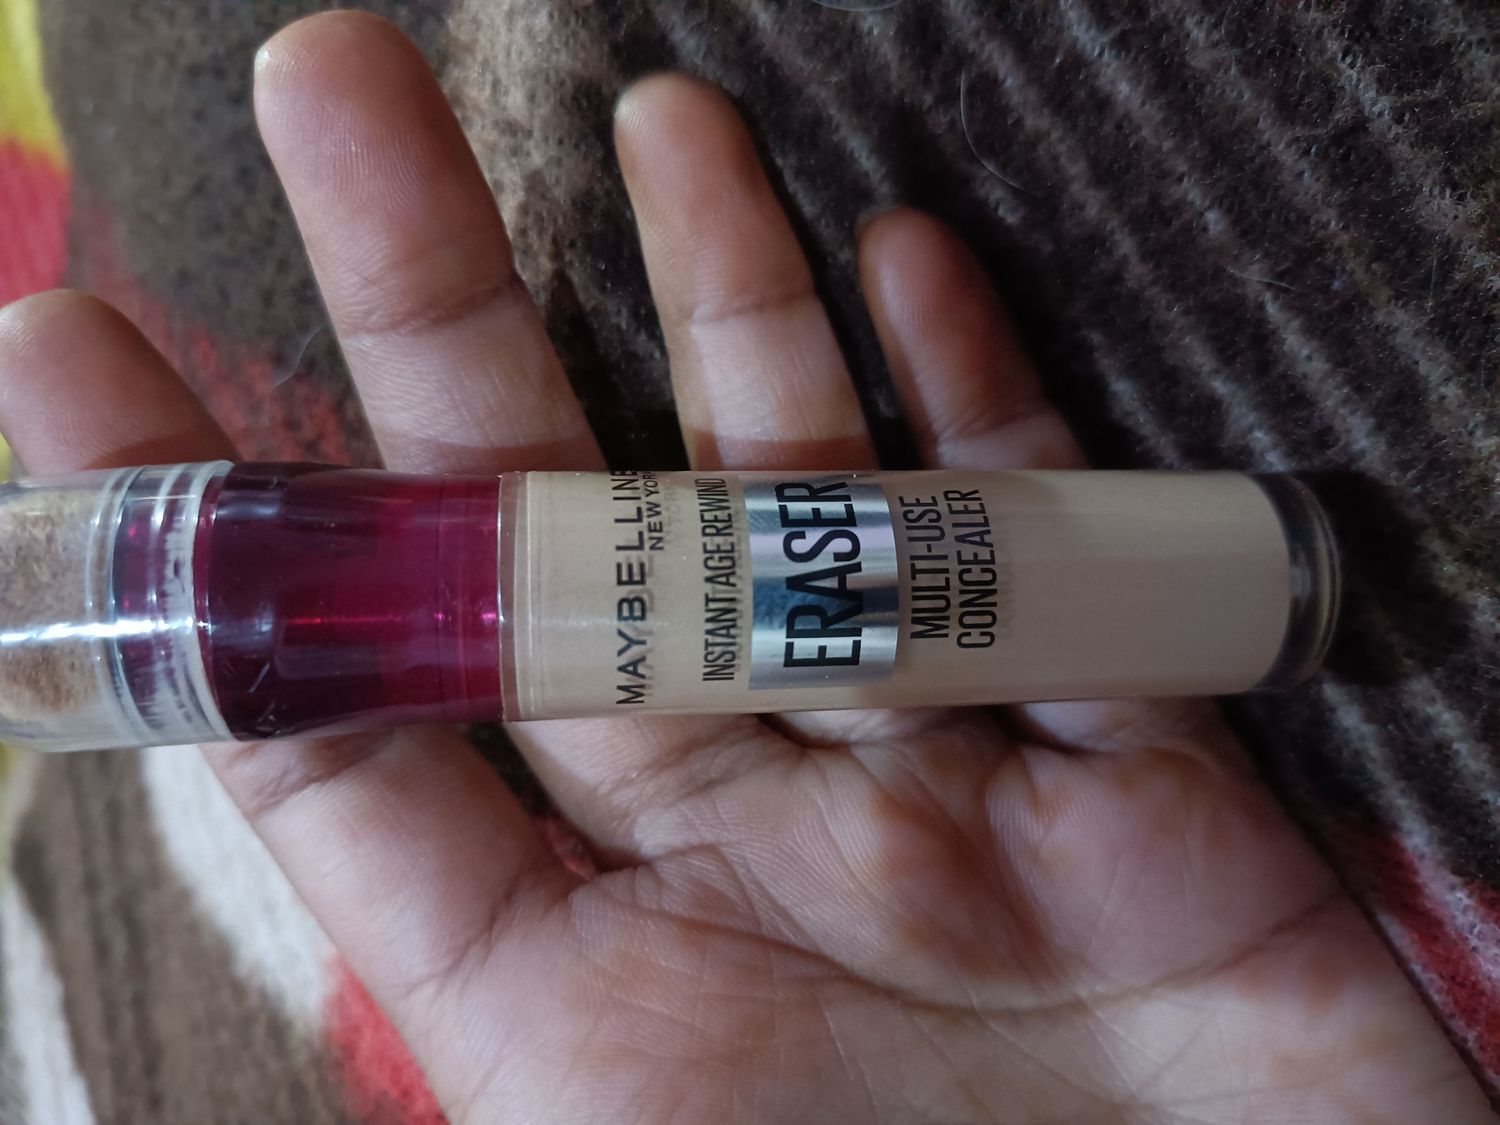 MAYBELLINE
NEW YORK
INSTANT AGE REWIND
ERASER
MULTI-USE
CONCEALER